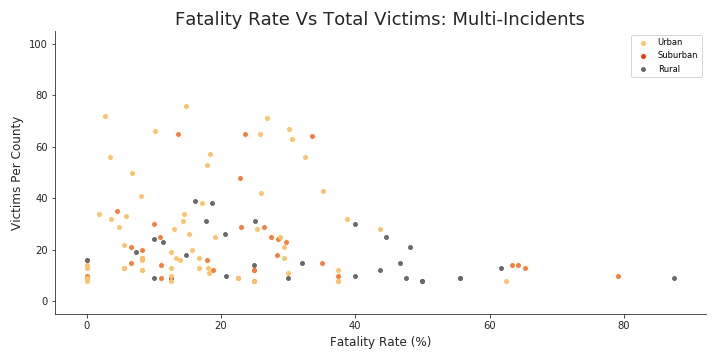 Fatality Rate Vs Total Victims: Multi-Incidents
Urban
Suburban
Rural
Victims Per County
100
80
60
40
20
0
0 20 40 60 80
Fatality Rate (%)